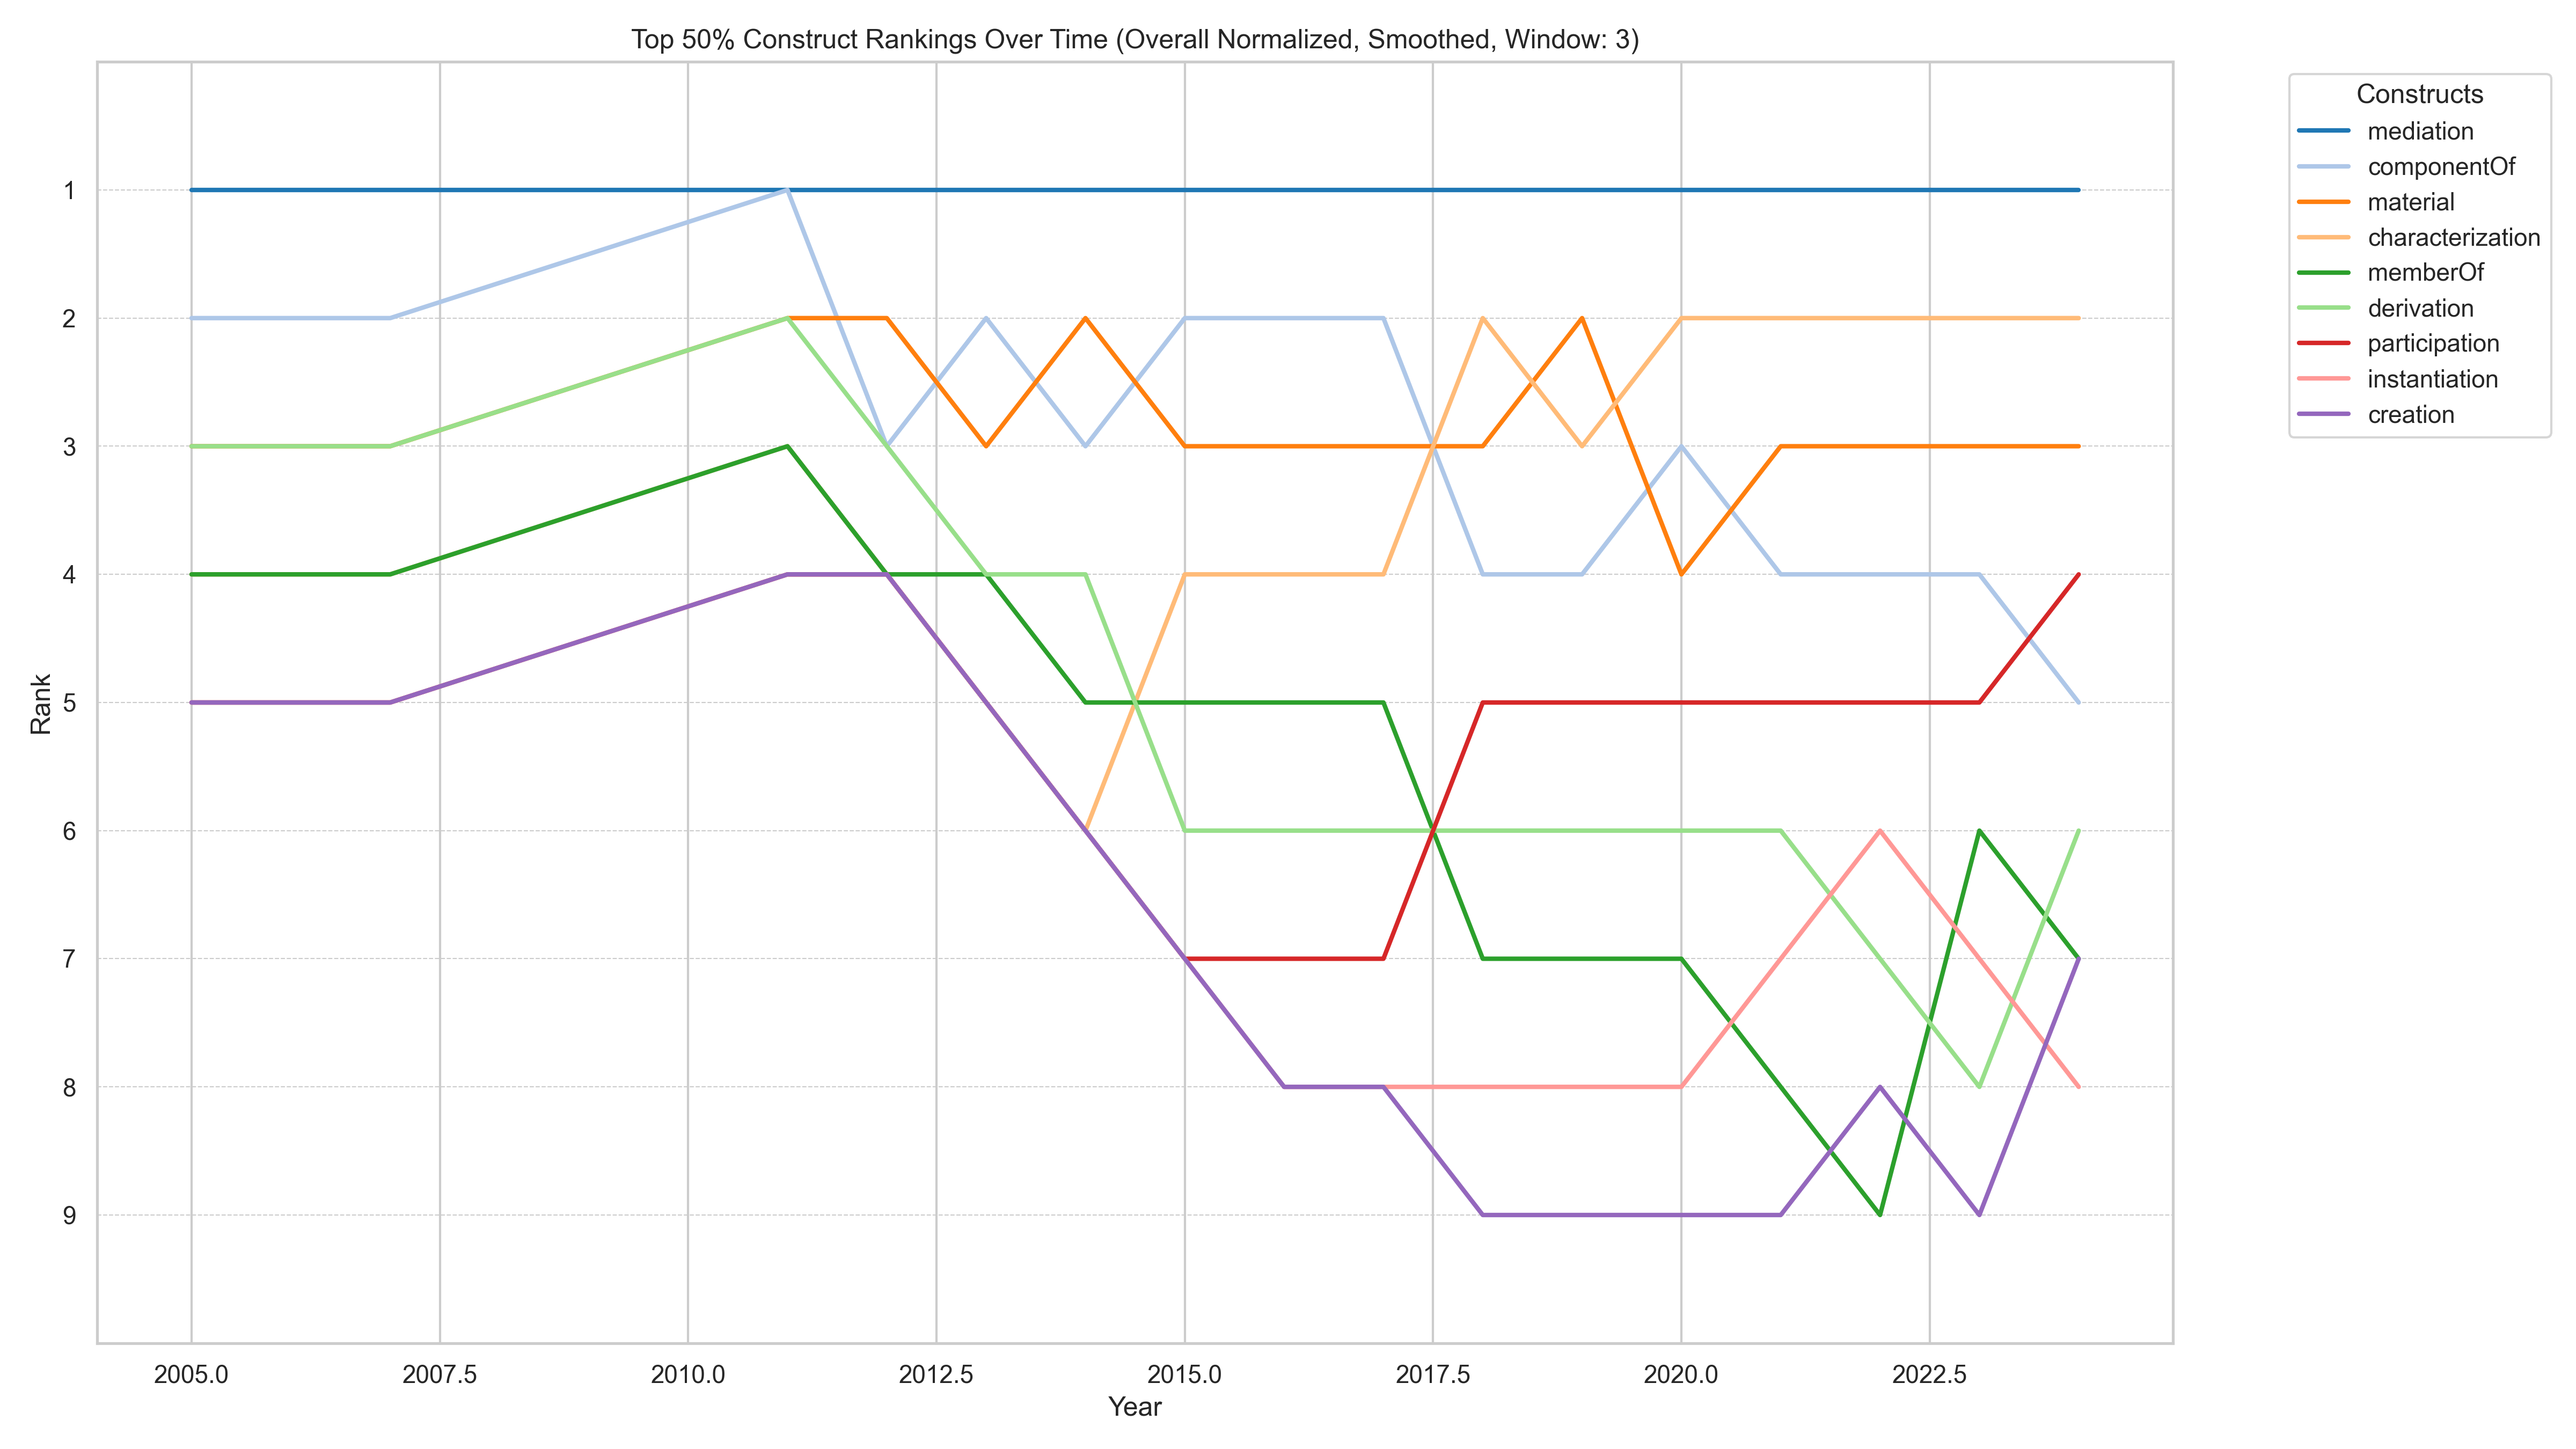 Top 50% Construct Rankings Over Time (Overall Normalized, Smoothed, Window: 3)
Constructs
mediation
componentOf
material
characterization
memberOf
derivation
participation
instantiation
creation
Rank
1
2
3
4
5
6
7
8
9
2005.0 2007.5 2010.0 2012.5 2015.0 2017.5 2020.0 2022.5
Year